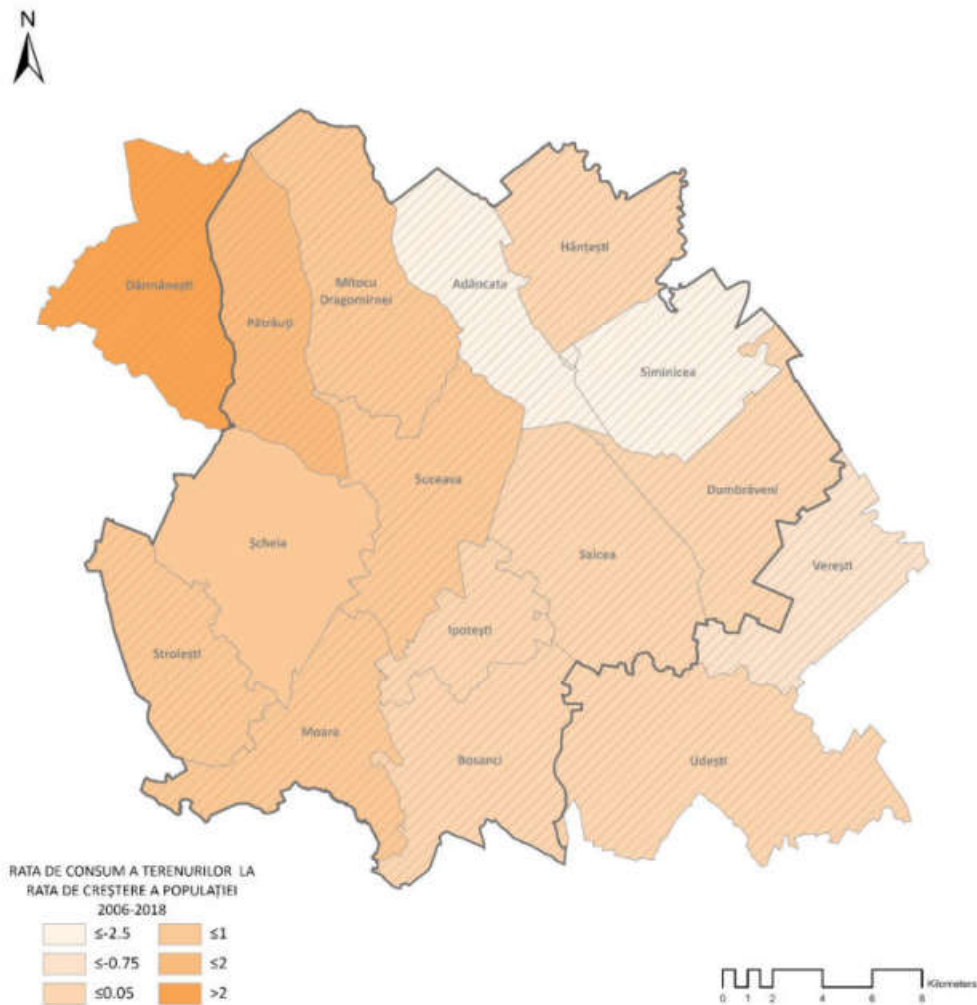 N
Hănțești
Mitocu
Dragomirnei
Adâncata
Dărmănești
Pătrăuți
Siminicea
Suceava
Dumbrăveni
Șcheia
Salcea
Verești
Ipotești
Stroiești
Moara
Bosanci
Udești
RATA DE CONSUM A TERENURILOR LA
RATA DE CREȘTERE A POPULAȚIEI
2006-2018
≤-2.5 ≤1
≤-0.75 ≤2
≤0.05 >2
Kilometers
0 1 2 4 6 8